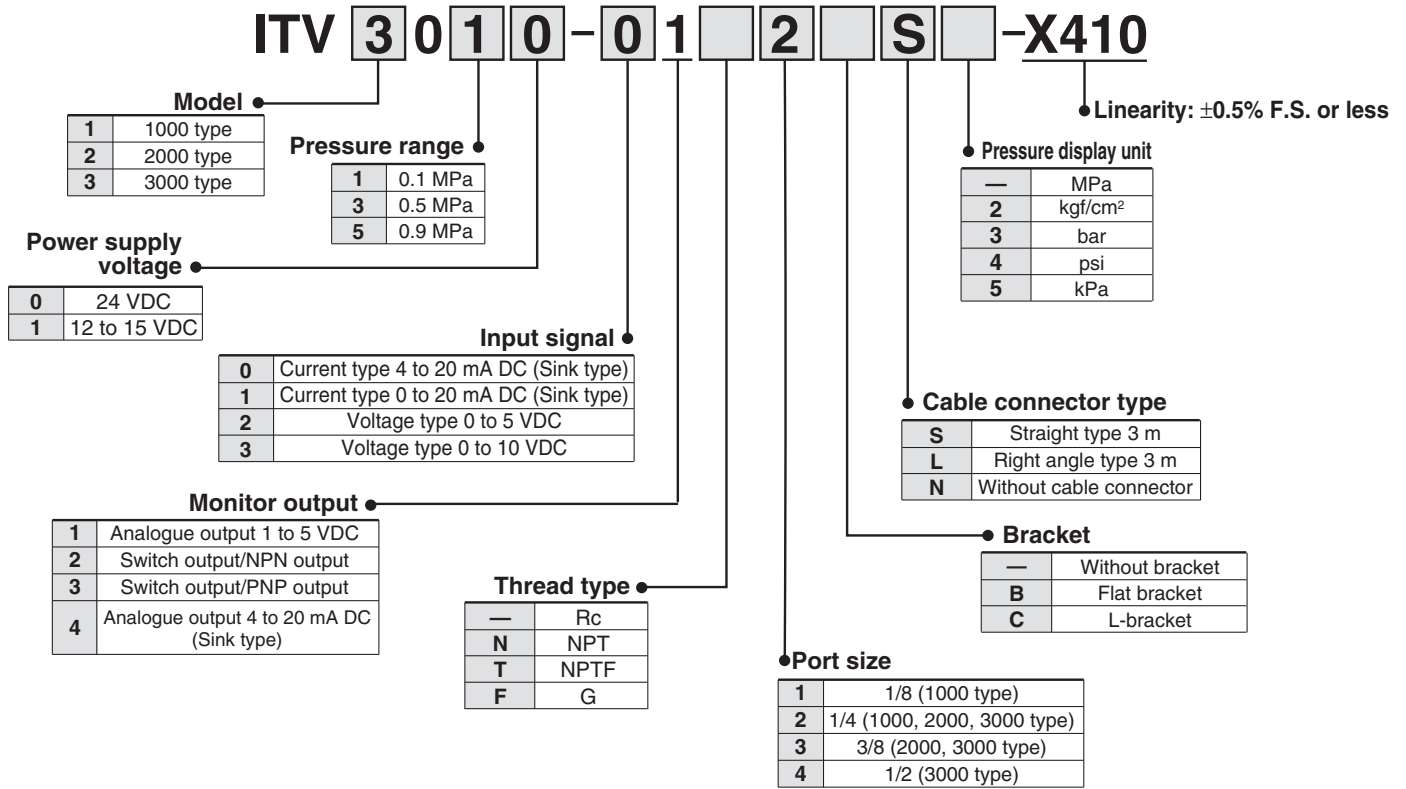 ITV 3 0 1 0 - 0 1 2 S -X410
Linearity: ±0.5% F.S. or less
Model
1 1000 type
2 2000 type
3 3000 type
Pressure range
1 0.1 MPa
3 0.5 MPa
5 0.9 MPa
Pressure display unit
— MPa
2 kgf/cm²
3 bar
4 psi
5 kPa
Power supply
voltage
0 24 VDC
1 12 to 15 VDC
Input signal
0 Current type 4 to 20 mA DC (Sink type)
1 Current type 0 to 20 mA DC (Sink type)
2 Voltage type 0 to 5 VDC
3 Voltage type 0 to 10 VDC
Cable connector type
S Straight type 3 m
L Right angle type 3 m
N Without cable connector
Monitor output
1 Analogue output 1 to 5 VDC
2 Switch output/NPN output
3 Switch output/PNP output
4 Analogue output 4 to 20 mA DC
(Sink type)
Bracket
— Without bracket
B Flat bracket
C L-bracket
Thread type
— Rc
N NPT
T NPTF
F G
Port size
1 1/8 (1000 type)
2 1/4 (1000, 2000, 3000 type)
3 3/8 (2000, 3000 type)
4 1/2 (3000 type)